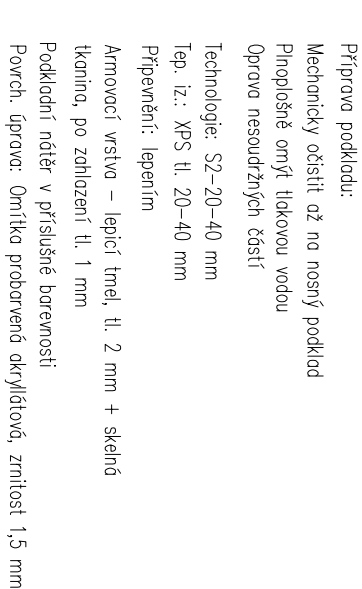 Příprava podkladu:
Mechanicky očistit až na nosný podklad
Plnoplošně omýt tlakovou vodou
Oprava nesoudržných částí
Technologie: S2-20-40 mm
Tep. iz.: XPS tl. 20-40 mm
Připevnění: lepením
Armovací vrstva - lepicí tmel, tl. 2 mm + skelná
tkanina, po zahlazení tl. 1 mm
Podkladní nátěr v příslušné barevnosti
Povrch. úprava: Omítka probarvená akryllátová, zrnitost 1,5 mm